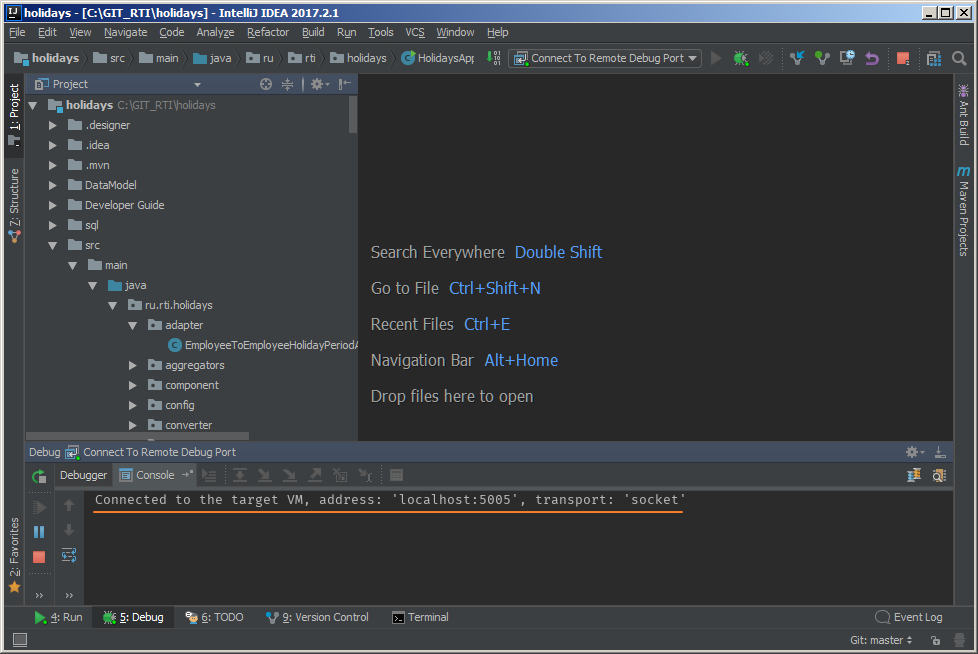 holidays - [C:\GIT_RTI\holidays] - IntelliJ IDEA 2017.2.1
File Edit View Navigate Code Analyze Refactor Build Run Tools VCS Window Help
holidays src main java ru rti holidays HolidaysApp Connect To Remote Debug Port
1: Project
7: Structure
2: Favorites
Project
holidays C:\GIT_RTI\holidays
.designer
.idea
.mvn
DataModel
Developer Guide
sql
src
main
java
ru.rti.holidays
adapter
EmployeeToEmployeeHolidayPeriodA
aggregators
component
config
converter
Search Everywhere Double Shift
Go to File Ctrl+Shift+N
Recent Files Ctrl+E
Navigation Bar Alt+Home
Drop files here to open
Ant Build
Maven Projects
Debug Connect To Remote Debug Port
Debugger Console
Connected to the target VM, address: 'localhost:5005', transport: 'socket'
4: Run 5: Debug 6: TODO 9: Version Control Terminal Event Log
Git: master